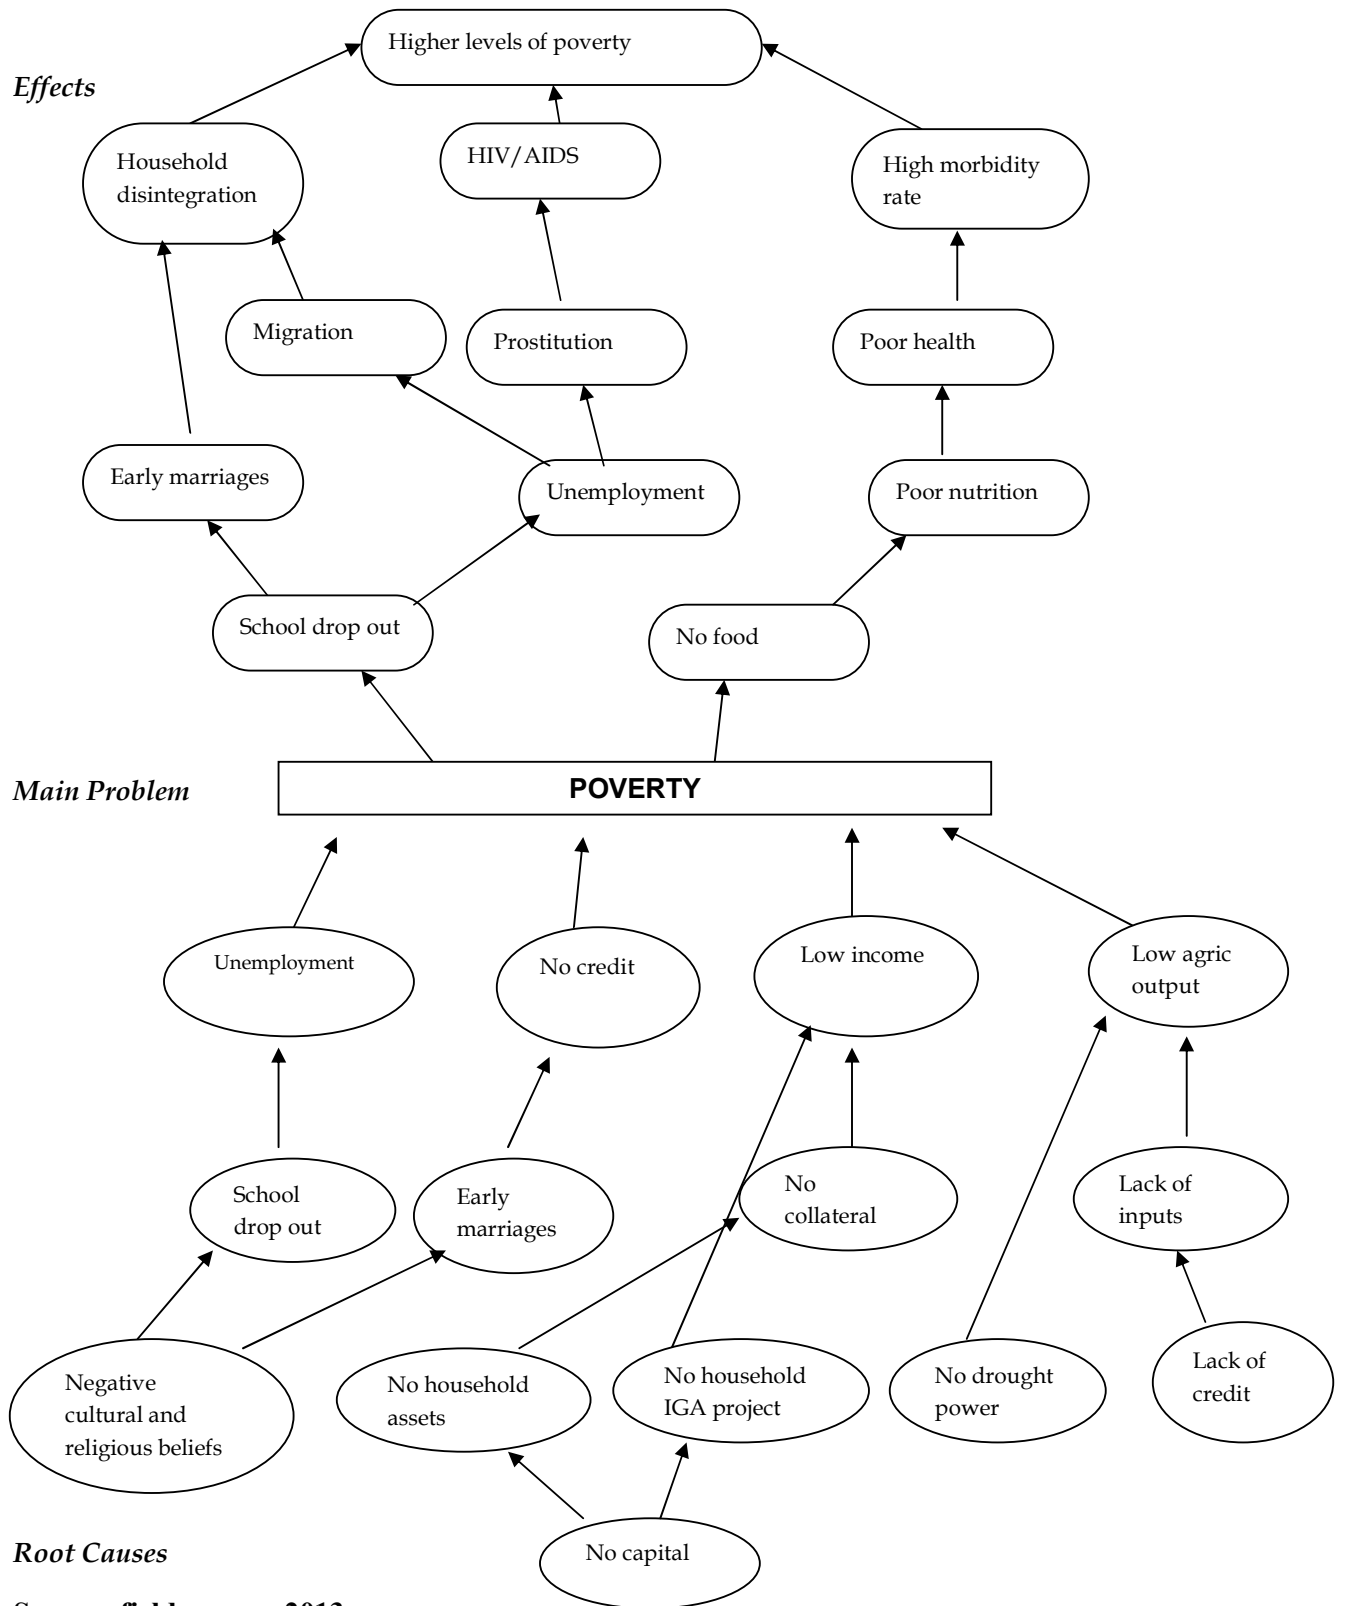 Higher levels of poverty
Effects
Household
disintegration
HIV/AIDS
High morbidity
rate
Migration
Prostitution
Poor health
Early marriages
Unemployment
Poor nutrition
School drop out
No food
Main Problem
POVERTY
Unemployment
No credit
Low income
Low agric
output
School
drop out
Early
marriages
No
collateral
Lack of
inputs
Negative
cultural and
religious beliefs
No household
assets
No household
IGA project
No drought
power
Lack of
credit
No capital
Root Causes